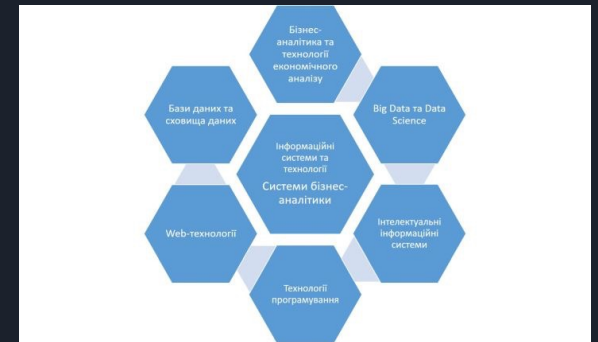 Бізнес-
аналітика та
технології
економічного
аналізу
Бази даних та
сховища даних
Big Data та Data
Science
Інформаційні
системи та
технології
Системи бізнес-
аналітики
Web-технології
Інтелектуальні
інформаційні
системи
Технології
програмування